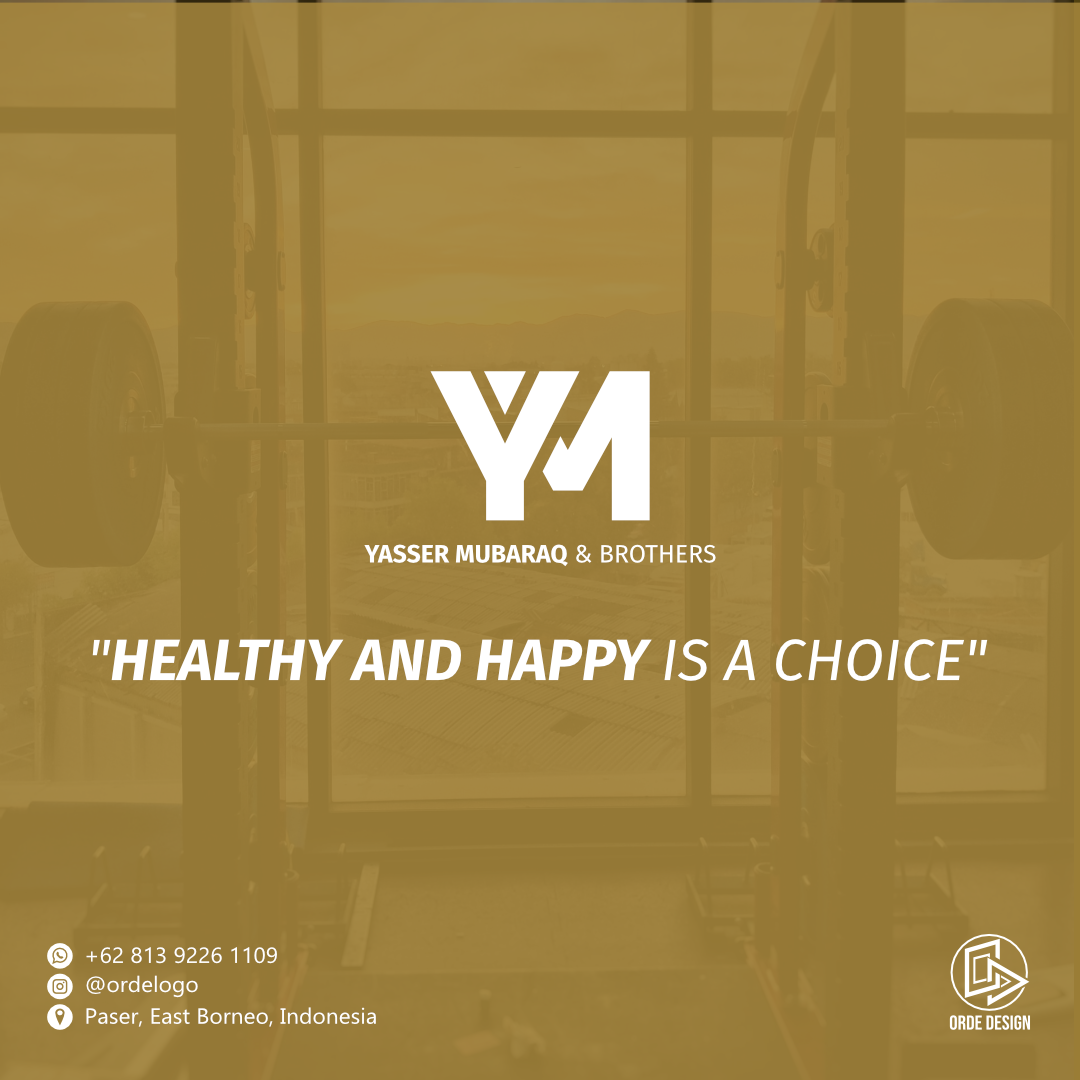 YM
YASSER MUBARAQ & BROTHERS
"HEALTHY AND HAPPY IS A CHOICE"
+62 813 9226 1109
@ordelogo
Paser, East Borneo, Indonesia
ORDE DESIGN